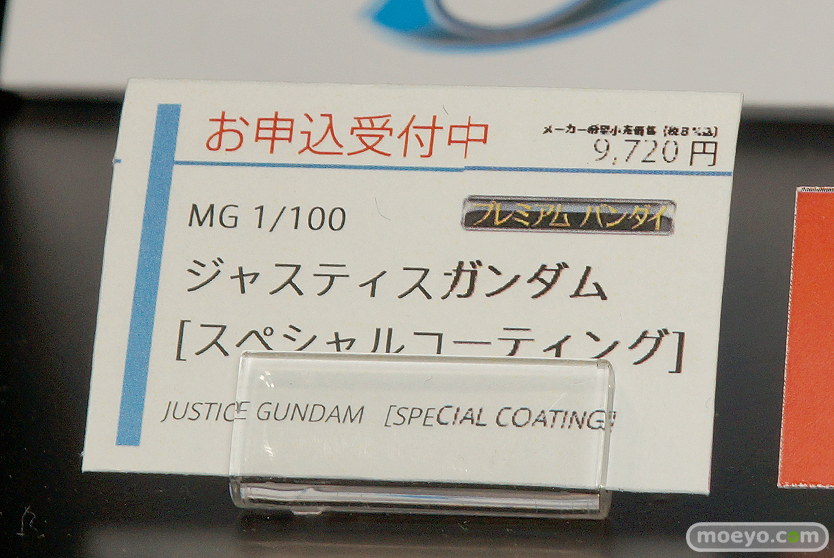 お申込受付中
メーカー希望小売価格（税8％込）
9,720 円
MG 1/100
プレミアム バンダイ
ジャスティスガンダム
[スペシャルコーティング]
JUSTICE GUNDAM [SPECIAL COATING]
moeyo.com